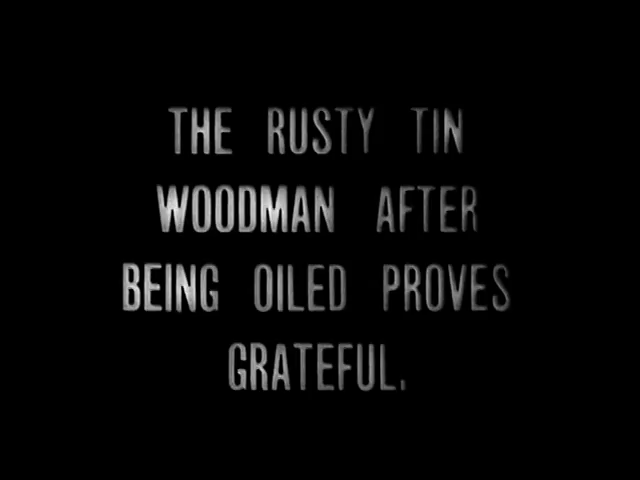 THE RUSTY TIN
WOODMAN AFTER
BEING OILED PROVES
GRATEFUL.